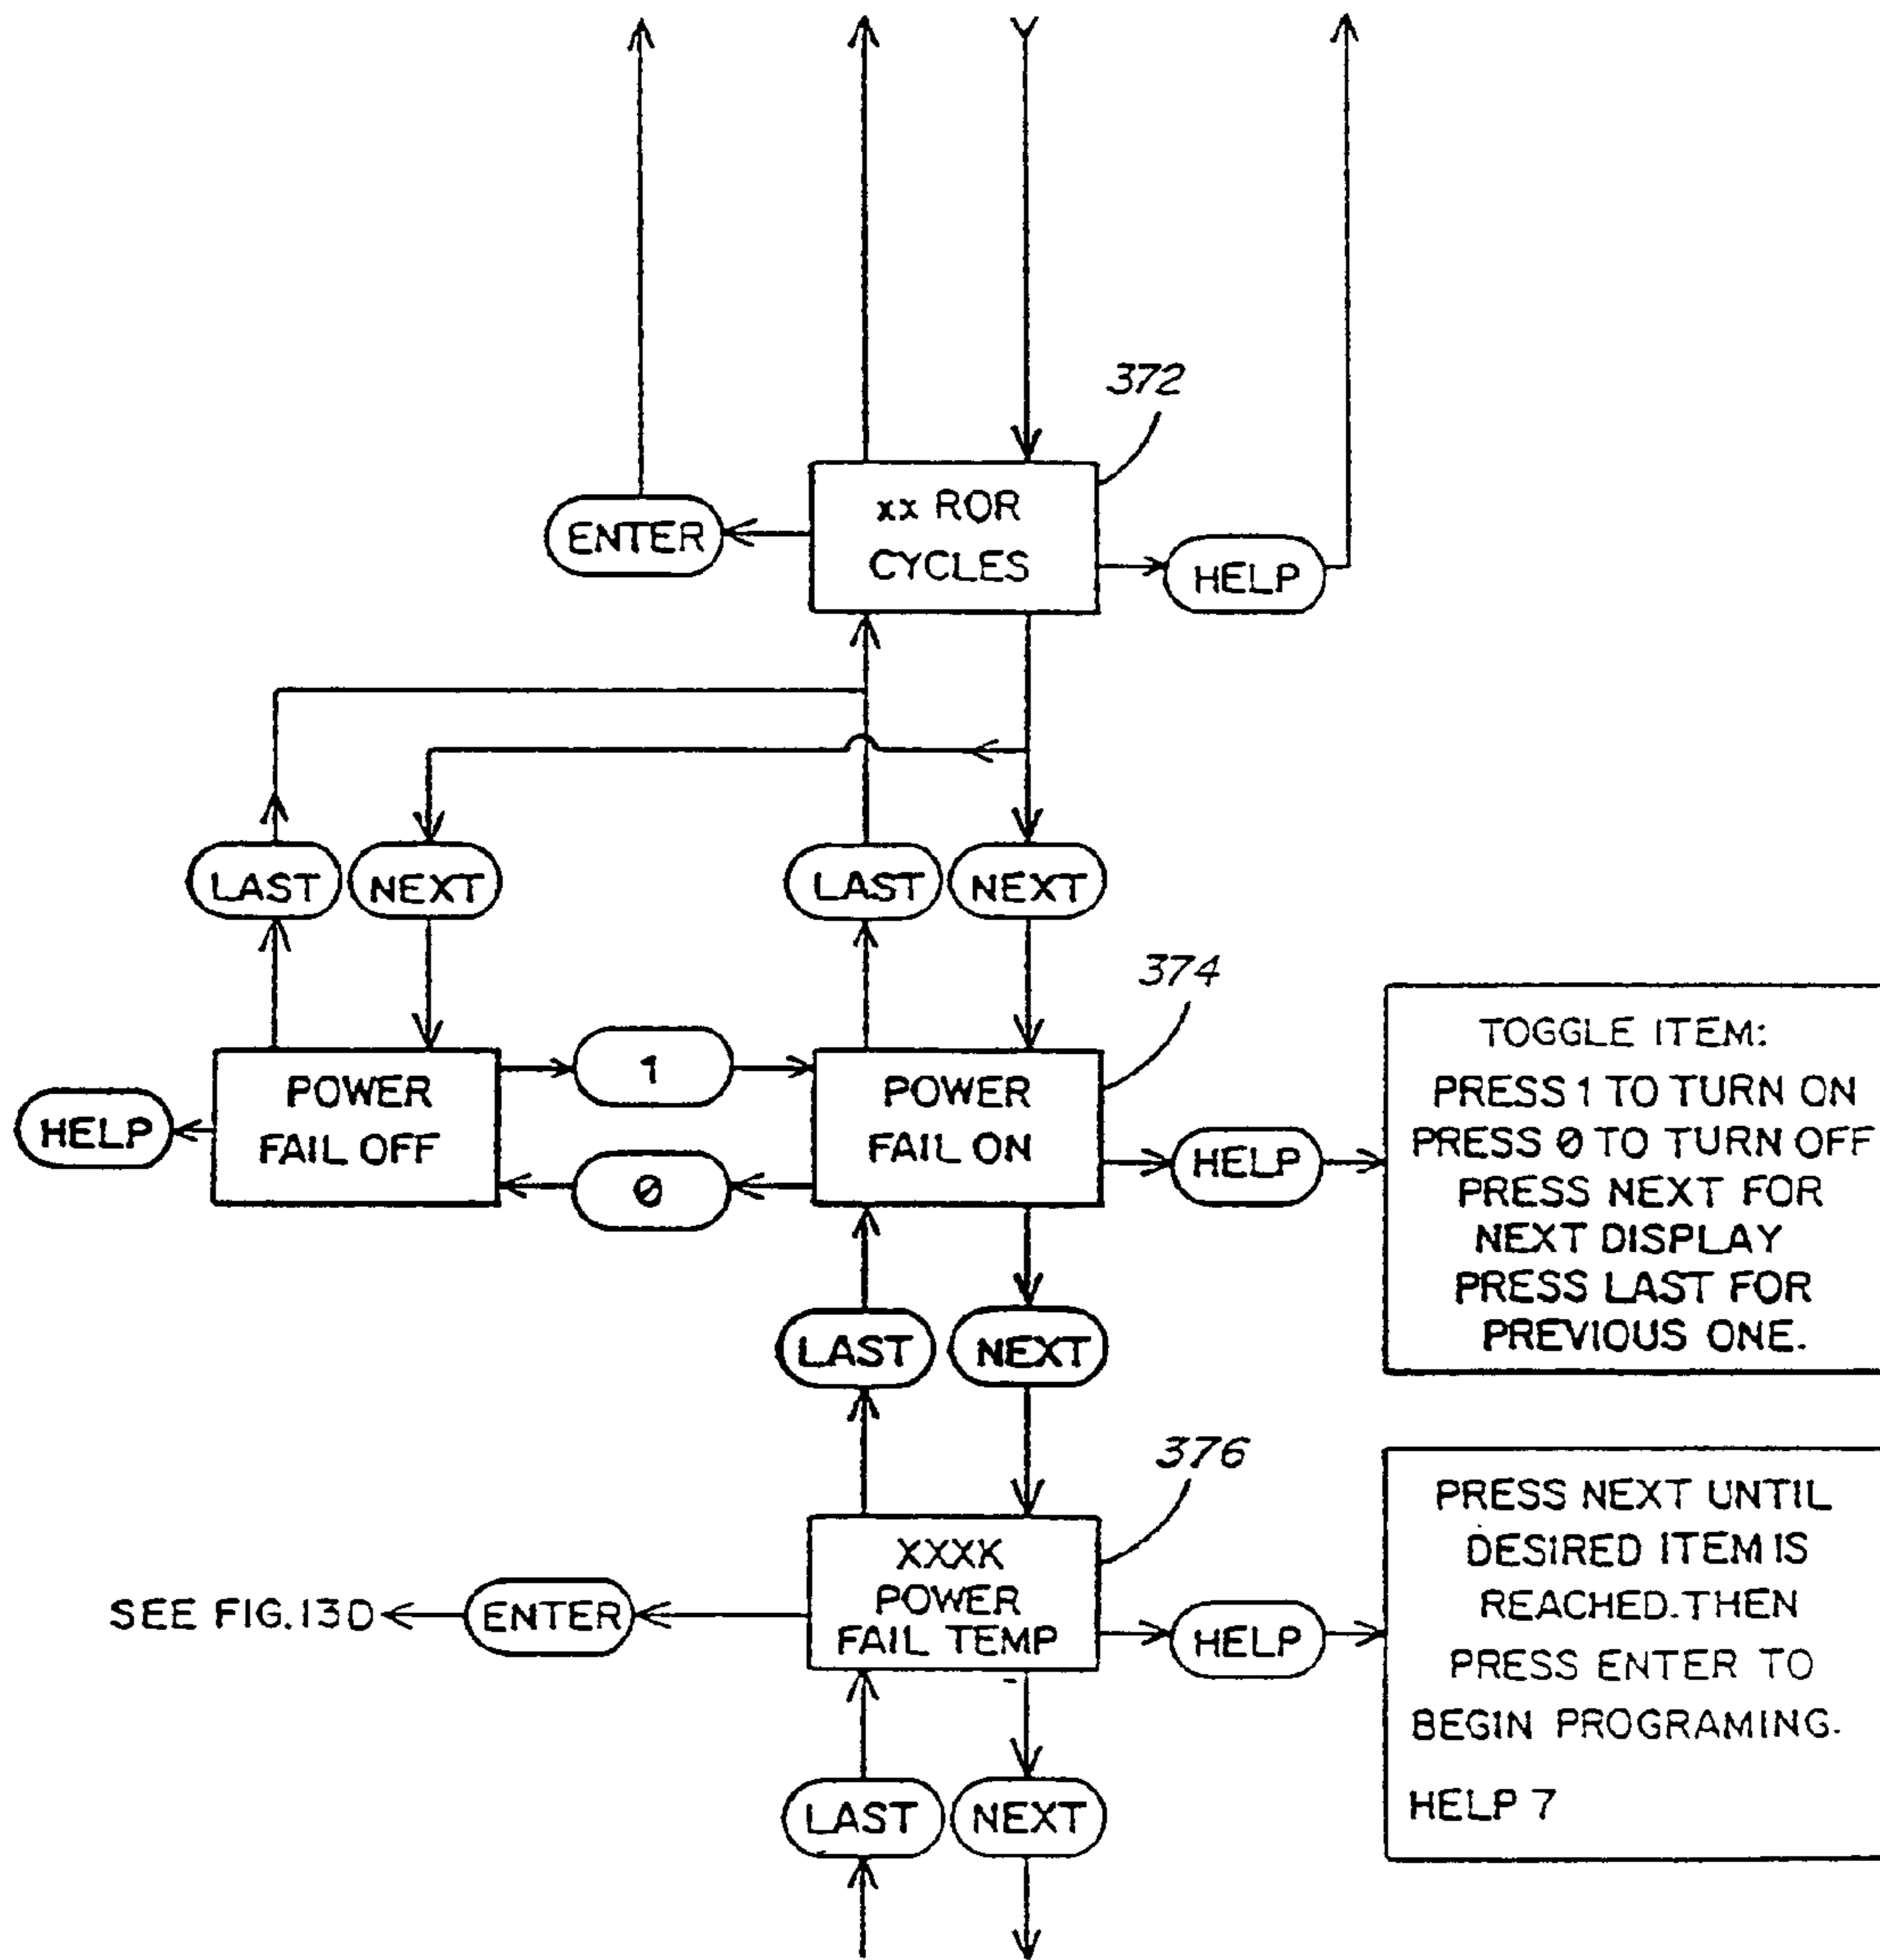 372
xx ROR
CYCLES
ENTER
HELP
LAST
NEXT
LAST
NEXT
374
HELP
POWER
FAIL OFF
1
0
POWER
FAIL ON
HELP
TOGGLE ITEM:
PRESS 1 TO TURN ON
PRESS 0 TO TURN OFF
PRESS NEXT FOR
NEXT DISPLAY
PRESS LAST FOR
PREVIOUS ONE.
LAST
NEXT
376
SEE FIG.13D
ENTER
XXXK
POWER
FAIL TEMP
HELP
PRESS NEXT UNTIL
DESIRED ITEM IS
REACHED.THEN
PRESS ENTER TO
BEGIN PROGRAMING.
HELP 7
LAST
NEXT